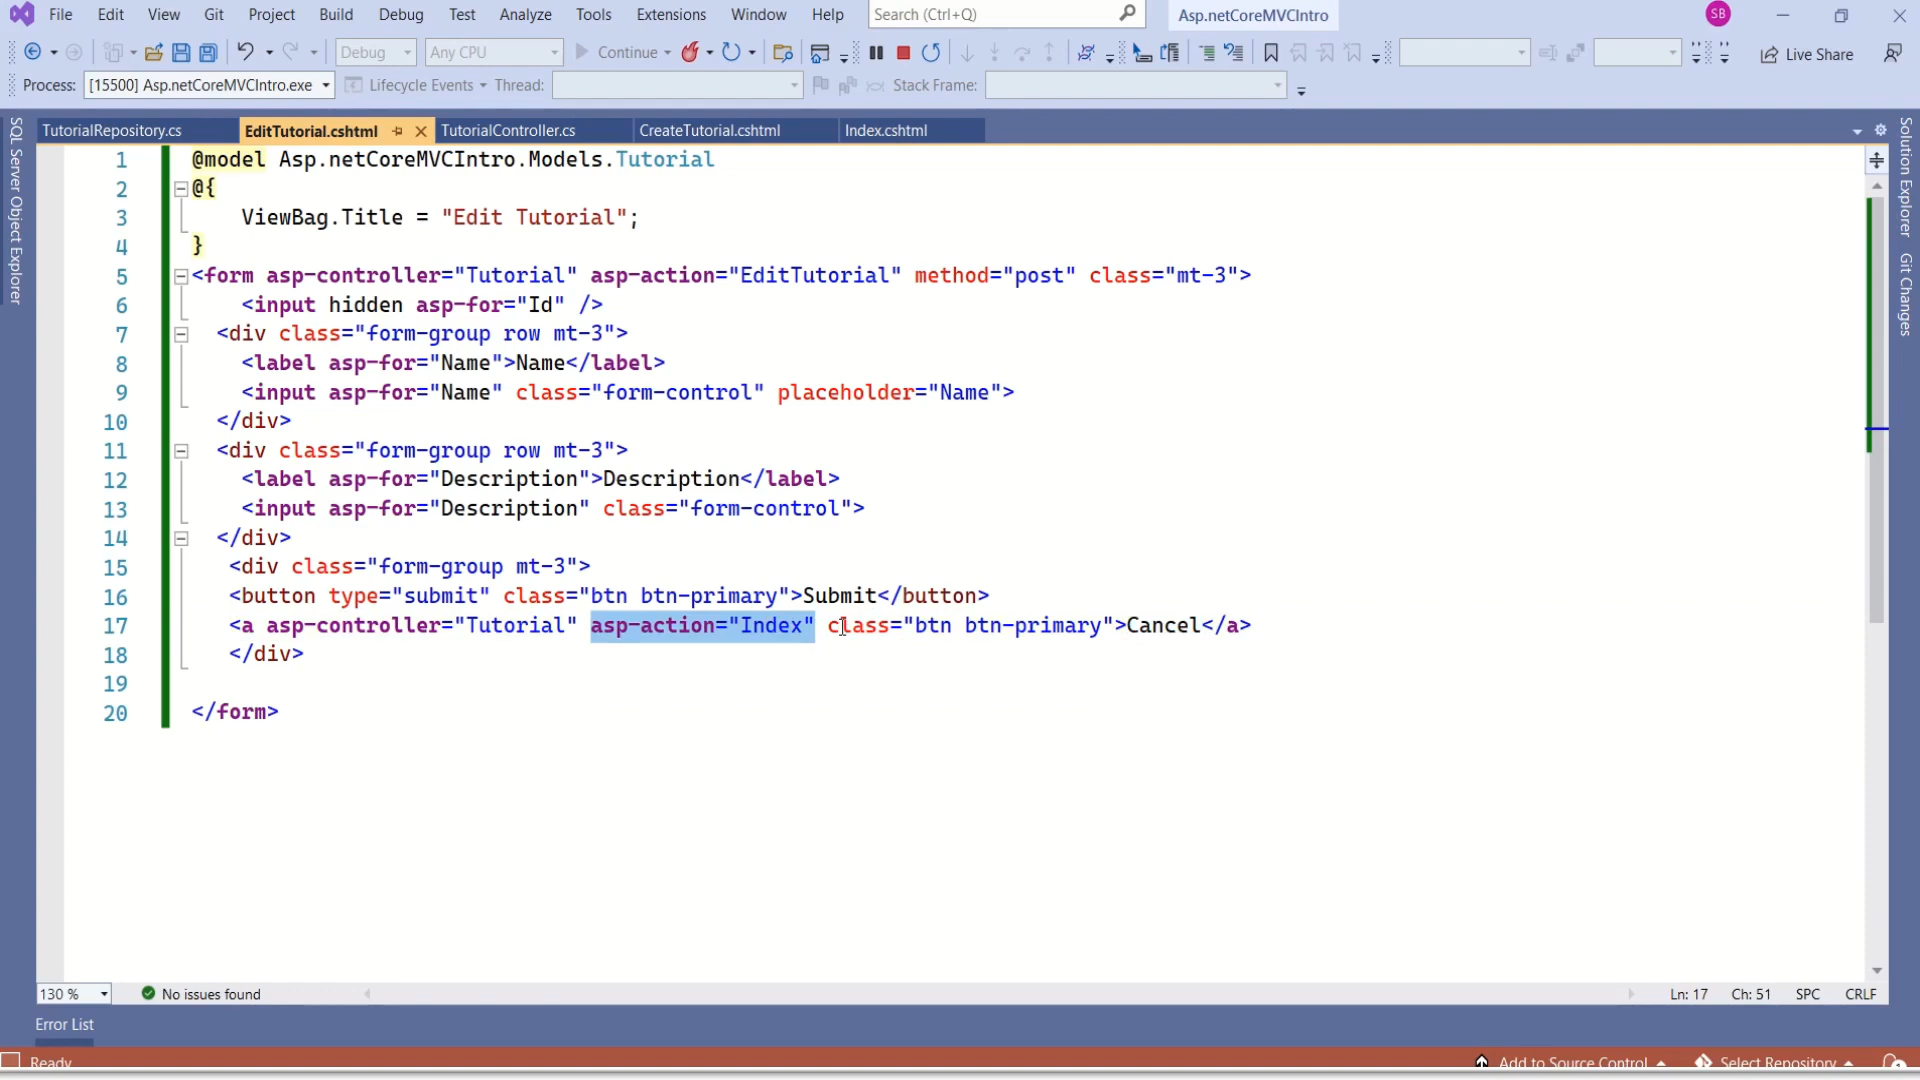 File Edit View Git Project Build Debug Test Analyze Tools Extensions Window Help Search (Ctrl+Q) Asp.netCoreMVCIntro SB
Debug Any CPU Continue Live Share
Process: [15500] Asp.netCoreMVCIntro.exe Lifecycle Events Thread: Stack Frame:
TutorialRepository.cs EditTutorial.cshtml TutorialController.cs CreateTutorial.cshtml Index.cshtml
SQL Server Object Explorer
Solution Explorer
Git Changes
1 @model Asp.netCoreMVCIntro.Models.Tutorial
2 @{
3 ViewBag.Title = "Edit Tutorial";
4 }
5 <form asp-controller="Tutorial" asp-action="EditTutorial" method="post" class="mt-3">
6 <input hidden asp-for="Id" />
7 <div class="form-group row mt-3">
8 <label asp-for="Name">Name</label>
9 <input asp-for="Name" class="form-control" placeholder="Name">
10 </div>
11 <div class="form-group row mt-3">
12 <label asp-for="Description">Description</label>
13 <input asp-for="Description" class="form-control">
14 </div>
15 <div class="form-group mt-3">
16 <button type="submit" class="btn btn-primary">Submit</button>
17 <a asp-controller="Tutorial" asp-action="Index" class="btn btn-primary">Cancel</a>
18 </div>
19
20 </form>
130 % No issues found Ln: 17 Ch: 51 SPC CRLF
Error List
Ready Add to Source Control Select Repository